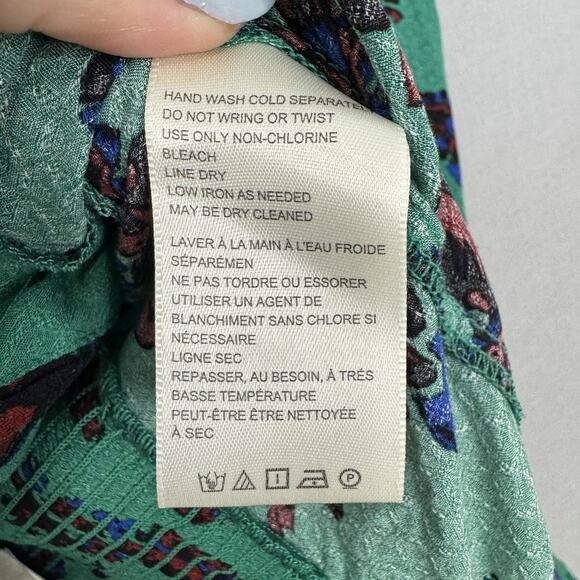 HAND WASH COLD SEPARATELY
DO NOT WRING OR TWIST
USE ONLY NON-CHLORINE
BLEACH
LINE DRY
LOW IRON AS NEEDED
MAY BE DRY CLEANED
LAVER À LA MAIN À L'EAU FROIDE
SÉPARÉMEN
NE PAS TORDRE OU ESSORER
UTILISER UN AGENT DE
BLANCHIMENT SANS CHLORE SI
NÉCESSAIRE
LIGNE SEC
REPASSER, AU BESOIN, À TRÉS
BASSE TEMPÉRATURE
PEUT-ÊTRE ÊTRE NETTOYÉE
À SEC
P